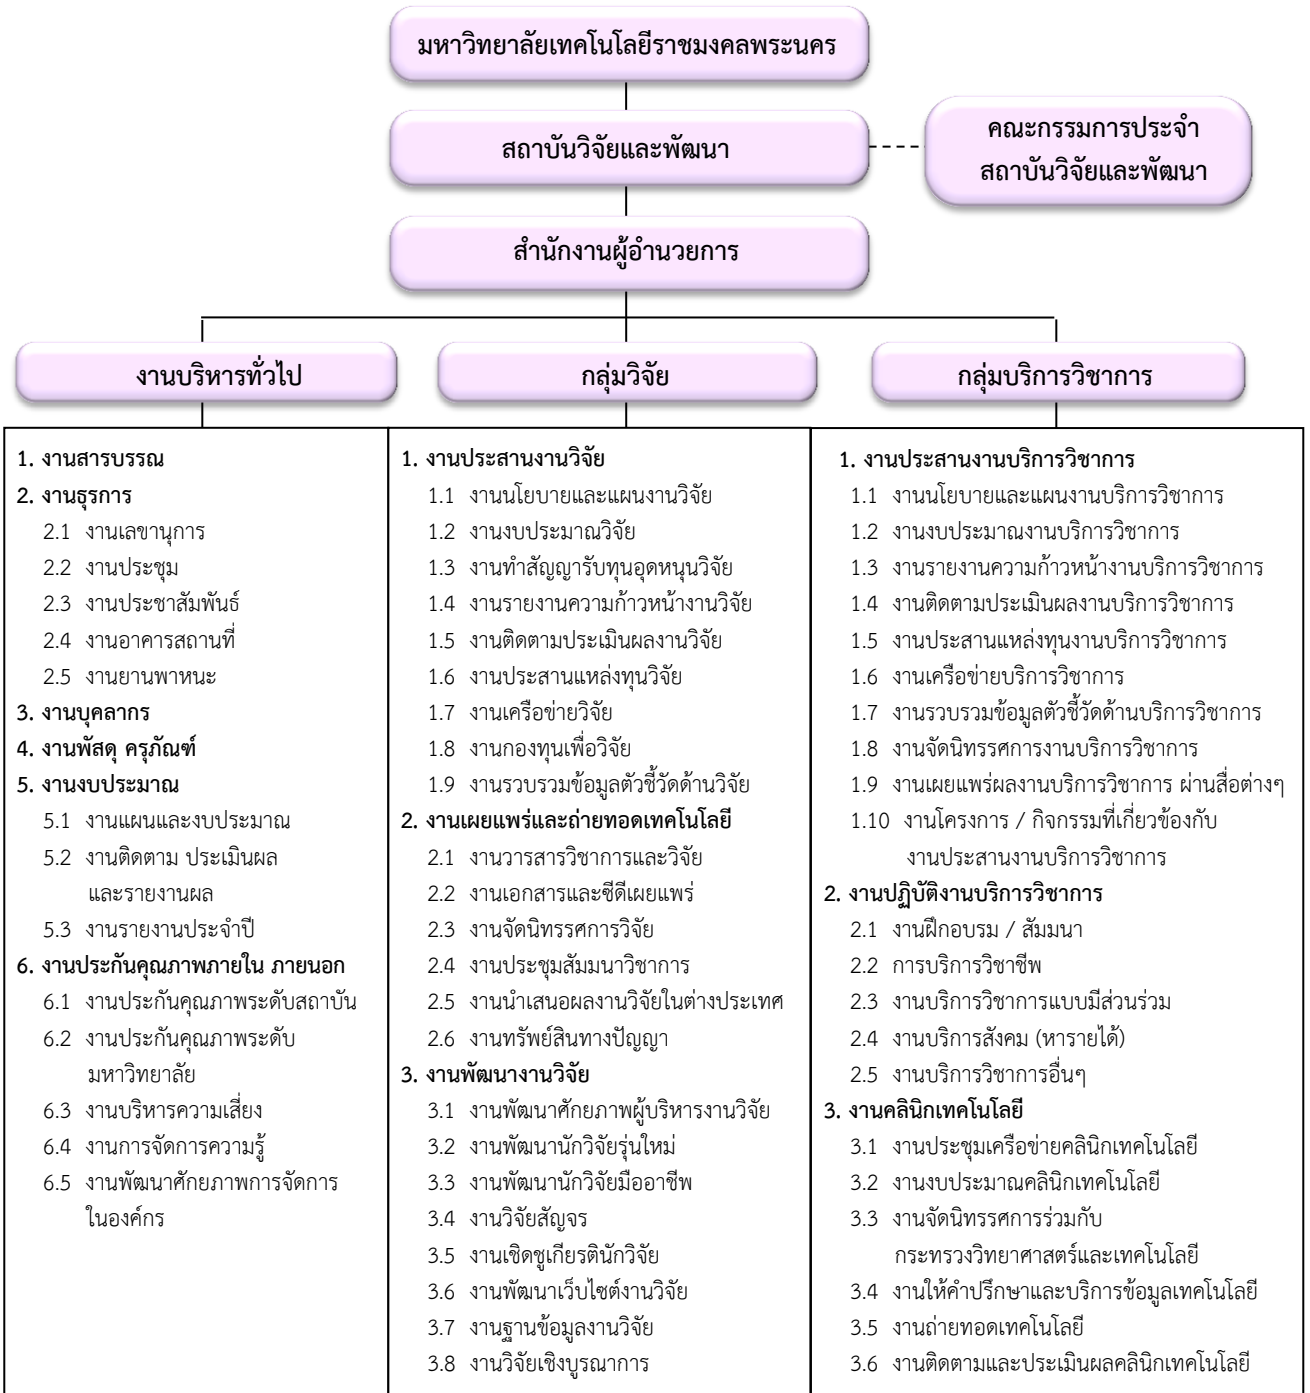 มหาวิทยาลัยเทคโนโลยีราชมงคลพระนคร
สถาบันวิจัยและพัฒนา
คณะกรรมการประจำ
สถาบันวิจัยและพัฒนา
สำนักงานผู้อำนวยการ
งานบริหารทั่วไป
กลุ่มวิจัย
กลุ่มบริการวิชาการ
1. งานสารบรรณ
2. งานธุรการ
2.1 งานเลขานุการ
2.2 งานประชุม
2.3 งานประชาสัมพันธ์
2.4 งานอาคารสถานที่
2.5 งานยานพาหนะ
3. งานบุคลากร
4. งานพัสดุ ครุภัณฑ์
5. งานงบประมาณ
5.1 งานแผนและงบประมาณ
5.2 งานติดตาม ประเมินผล
และรายงานผล
5.3 งานรายงานประจำปี
6. งานประกันคุณภาพภายใน ภายนอก
6.1 งานประกันคุณภาพระดับสถาบัน
6.2 งานประกันคุณภาพระดับ
มหาวิทยาลัย
6.3 งานบริหารความเสี่ยง
6.4 งานการจัดการความรู้
6.5 งานพัฒนาศักยภาพการจัดการ
ในองค์กร
1. งานประสานงานวิจัย
1.1 งานนโยบายและแผนงานวิจัย
1.2 งานงบประมาณวิจัย
1.3 งานทำสัญญารับทุนอุดหนุนวิจัย
1.4 งานรายงานความก้าวหน้างานวิจัย
1.5 งานติดตามประเมินผลงานวิจัย
1.6 งานประสานแหล่งทุนวิจัย
1.7 งานเครือข่ายวิจัย
1.8 งานกองทุนเพื่อวิจัย
1.9 งานรวบรวมข้อมูลตัวชี้วัดด้านวิจัย
2. งานเผยแพร่และถ่ายทอดเทคโนโลยี
2.1 งานวารสารวิชาการและวิจัย
2.2 งานเอกสารและซีดีเผยแพร่
2.3 งานจัดนิทรรศการวิจัย
2.4 งานประชุมสัมมนาวิชาการ
2.5 งานนำเสนอผลงานวิจัยในต่างประเทศ
2.6 งานทรัพย์สินทางปัญญา
3. งานพัฒนางานวิจัย
3.1 งานพัฒนาศักยภาพผู้บริหารงานวิจัย
3.2 งานพัฒนานักวิจัยรุ่นใหม่
3.3 งานพัฒนานักวิจัยมืออาชีพ
3.4 งานวิจัยสัญจร
3.5 งานเชิดชูเกียรตินักวิจัย
3.6 งานพัฒนาเว็บไซต์งานวิจัย
3.7 งานฐานข้อมูลงานวิจัย
3.8 งานวิจัยเชิงบูรณาการ
1. งานประสานงานบริการวิชาการ
1.1 งานนโยบายและแผนงานบริการวิชาการ
1.2 งานงบประมาณงานบริการวิชาการ
1.3 งานรายงานความก้าวหน้างานบริการวิชาการ
1.4 งานติดตามประเมินผลงานบริการวิชาการ
1.5 งานประสานแหล่งทุนงานบริการวิชาการ
1.6 งานเครือข่ายบริการวิชาการ
1.7 งานรวบรวมข้อมูลตัวชี้วัดด้านบริการวิชาการ
1.8 งานจัดนิทรรศการงานบริการวิชาการ
1.9 งานเผยแพร่ผลงานบริการวิชาการ ผ่านสื่อต่างๆ
1.10 งานโครงการ / กิจกรรมที่เกี่ยวข้องกับ
งานประสานงานบริการวิชาการ
2. งานปฏิบัติงานบริการวิชาการ
2.1 งานฝึกอบรม / สัมมนา
2.2 การบริการวิชาชีพ
2.3 งานบริการวิชาการแบบมีส่วนร่วม
2.4 งานบริการสังคม (หารายได้)
2.5 งานบริการวิชาการอื่นๆ
3. งานคลินิกเทคโนโลยี
3.1 งานประชุมเครือข่ายคลินิกเทคโนโลยี
3.2 งานงบประมาณคลินิกเทคโนโลยี
3.3 งานจัดนิทรรศการร่วมกับ
กระทรวงวิทยาศาสตร์และเทคโนโลยี
3.4 งานให้คำปรึกษาและบริการข้อมูลเทคโนโลยี
3.5 งานถ่ายทอดเทคโนโลยี
3.6 งานติดตามและประเมินผลคลินิกเทคโนโลยี